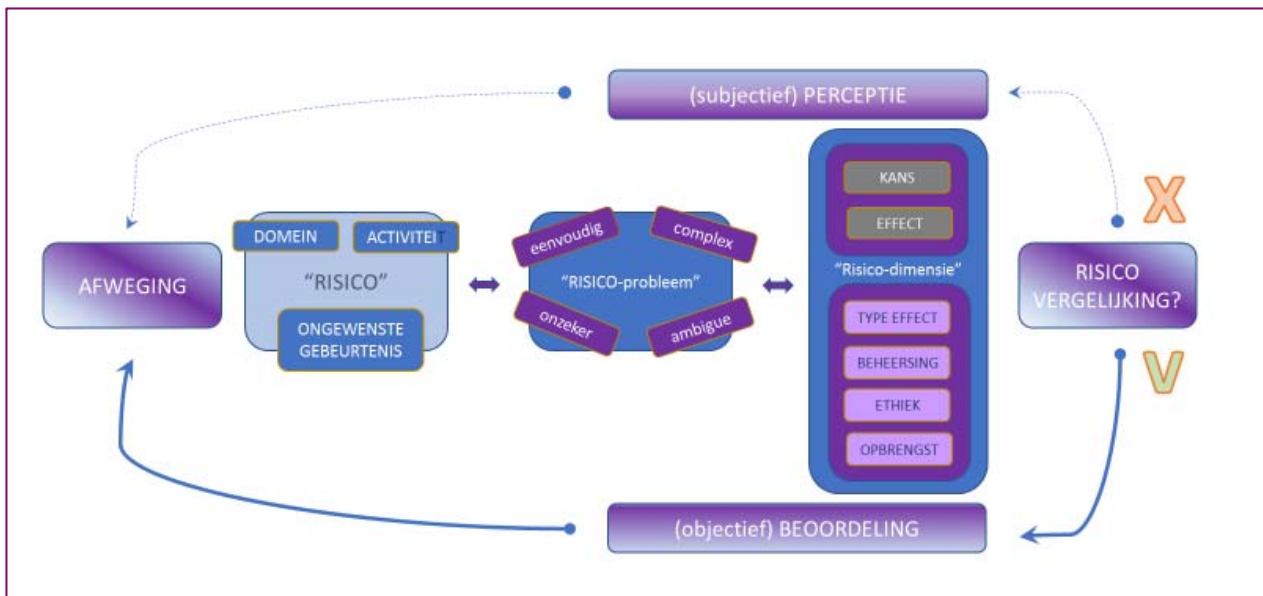 (subjectief) PERCEPTIE
X
KANS
EFFECT
DOMEIN
ACTIVITEIT
eenvoudig
complex
AFWEGING
"RISICO"
"RISICO-probleem"
"Risico-dimensie"
RISICO
VERGELIJKING?
ONGEWENSTE
GEBEURTENIS
onzeker
ambigue
TYPE EFFECT
BEHEERSING
ETHIEK
OPBRENGST
V
(objectief) BEOORDELING